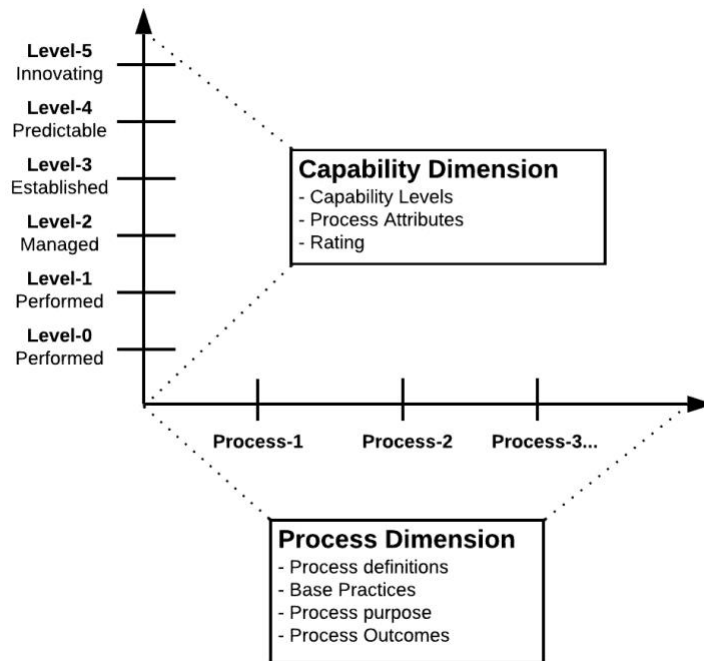 Level-5
Innovating
Level-4
Predictable
Level-3
Established
Level-2
Managed
Level-1
Performed
Level-0
Performed
Capability Dimension
- Capability Levels
- Process Attributes
- Rating
Process-1 Process-2 Process-3...
Process Dimension
- Process definitions
- Base Practices
- Process purpose
- Process Outcomes